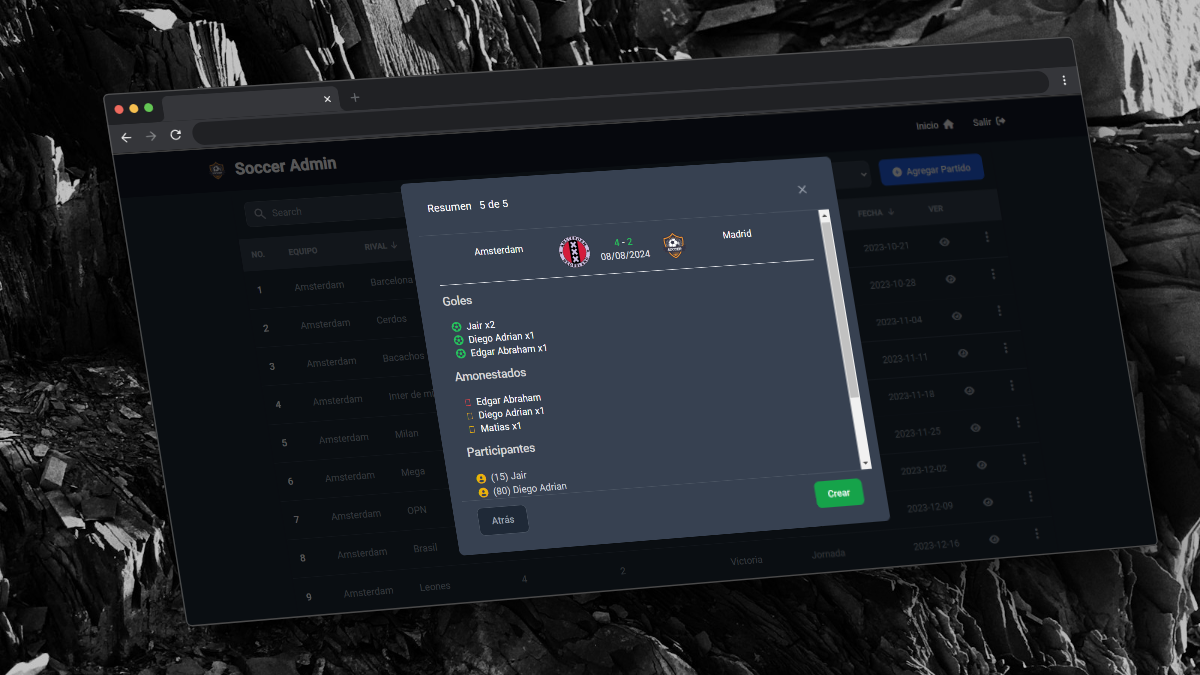 Inicio
Salir
Soccer Admin
Search
Agregar Partido
Resumen 5 de 5
NO. EQUIPO RIVAL FECHA VER
Amsterdam 4 - 2 Madrid
08/08/2024
1 Amsterdam Barcelona 2023-10-21
2 Amsterdam Cerdos 2023-10-28
3 Amsterdam Bacachos 2023-11-04
4 Amsterdam Inter de 2023-11-11
5 Amsterdam Milan 2023-11-18
6 Amsterdam Mega 2023-11-25
7 Amsterdam OPN 2023-12-02
8 Amsterdam Brasil 2023-12-09
9 Amsterdam Leones 4 2 Victoria Jornada 2023-12-16
Goles
Jair x2
Diego Adrian x1
Edgar Abraham x1
Amonestados
Edgar Abraham
Diego Adrian x1
Matias x1
Participantes
(15) Jair
(80) Diego Adrian
Atrás
Crear